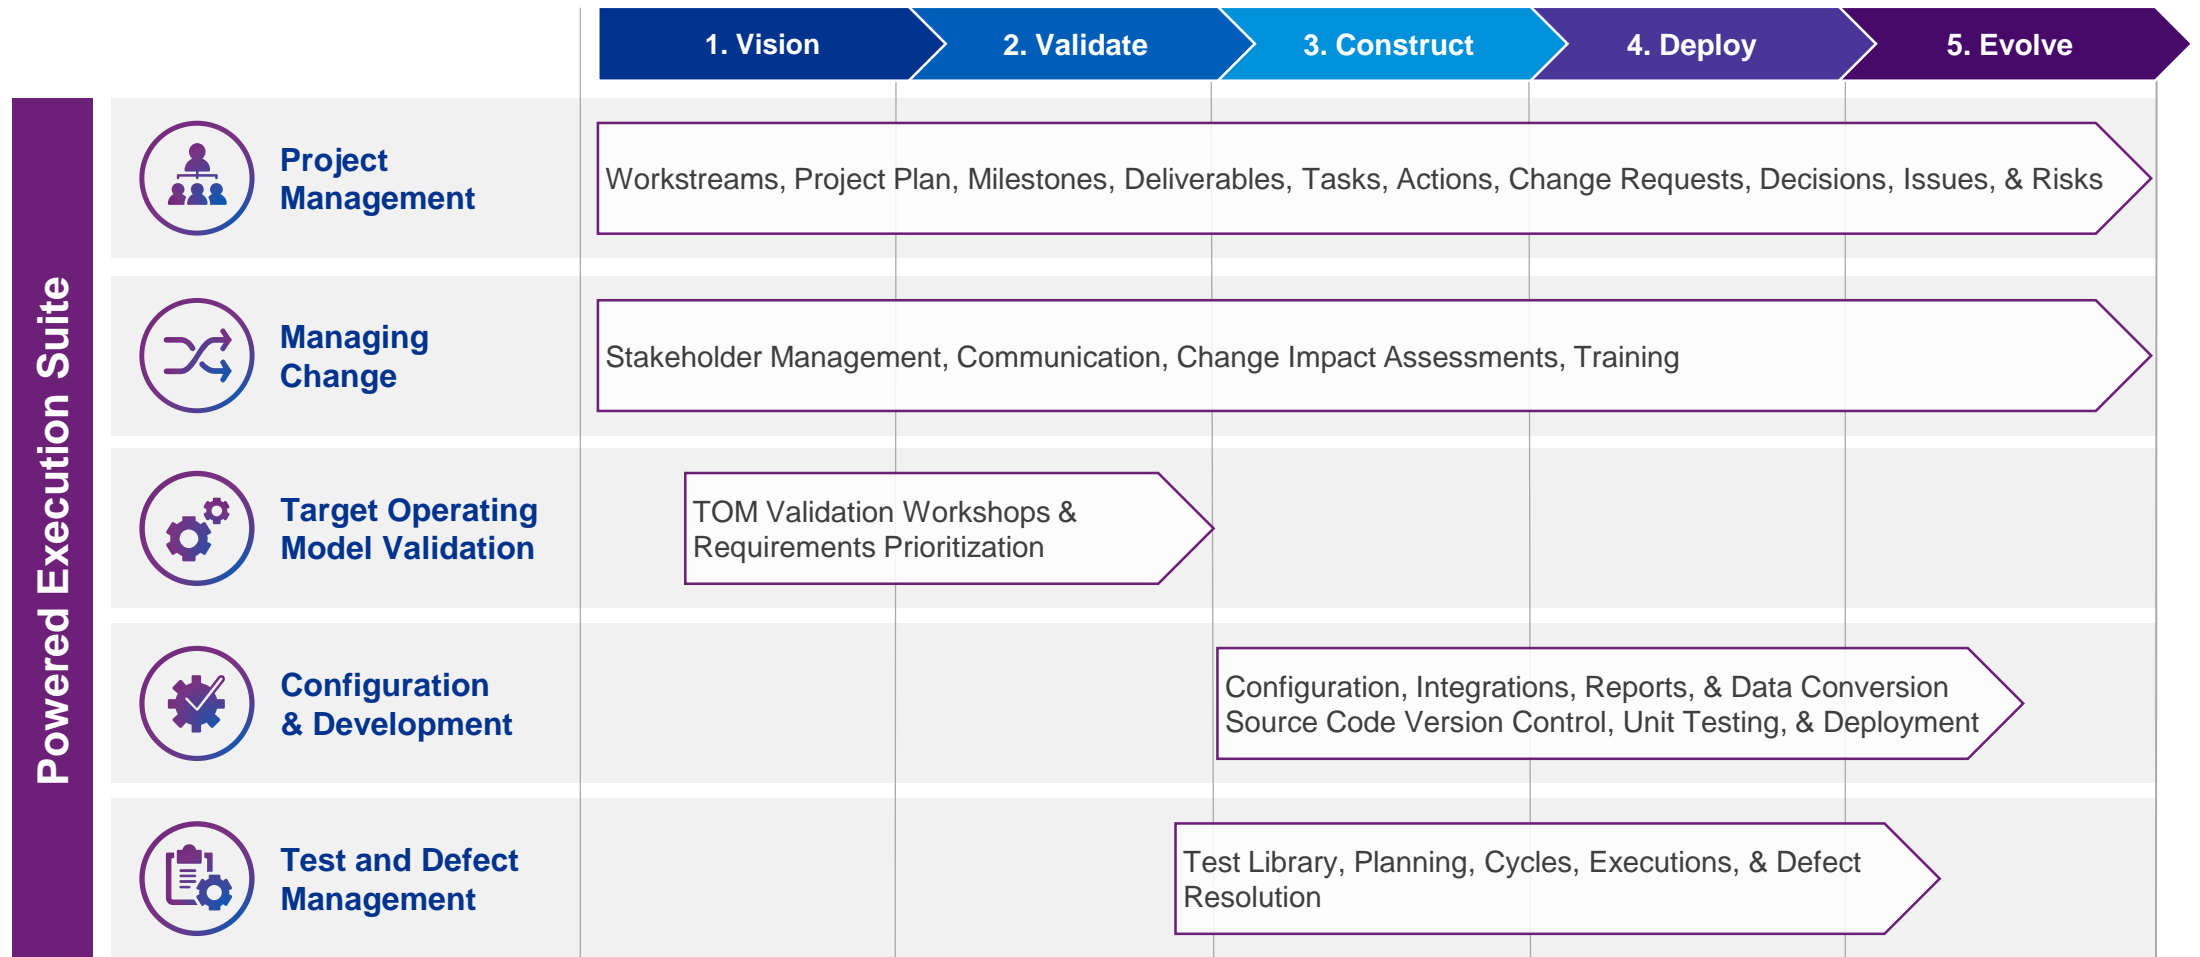 1. Vision
2. Validate
3. Construct
4. Deploy
5. Evolve
Powered Execution Suite
Project
Management
Workstreams, Project Plan, Milestones, Deliverables, Tasks, Actions, Change Requests, Decisions, Issues, & Risks
Managing
Change
Stakeholder Management, Communication, Change Impact Assessments, Training
Target Operating
Model Validation
TOM Validation Workshops &
Requirements Prioritization
Configuration
& Development
Configuration, Integrations, Reports, & Data Conversion
Source Code Version Control, Unit Testing, & Deployment
Test and Defect
Management
Test Library, Planning, Cycles, Executions, & Defect
Resolution